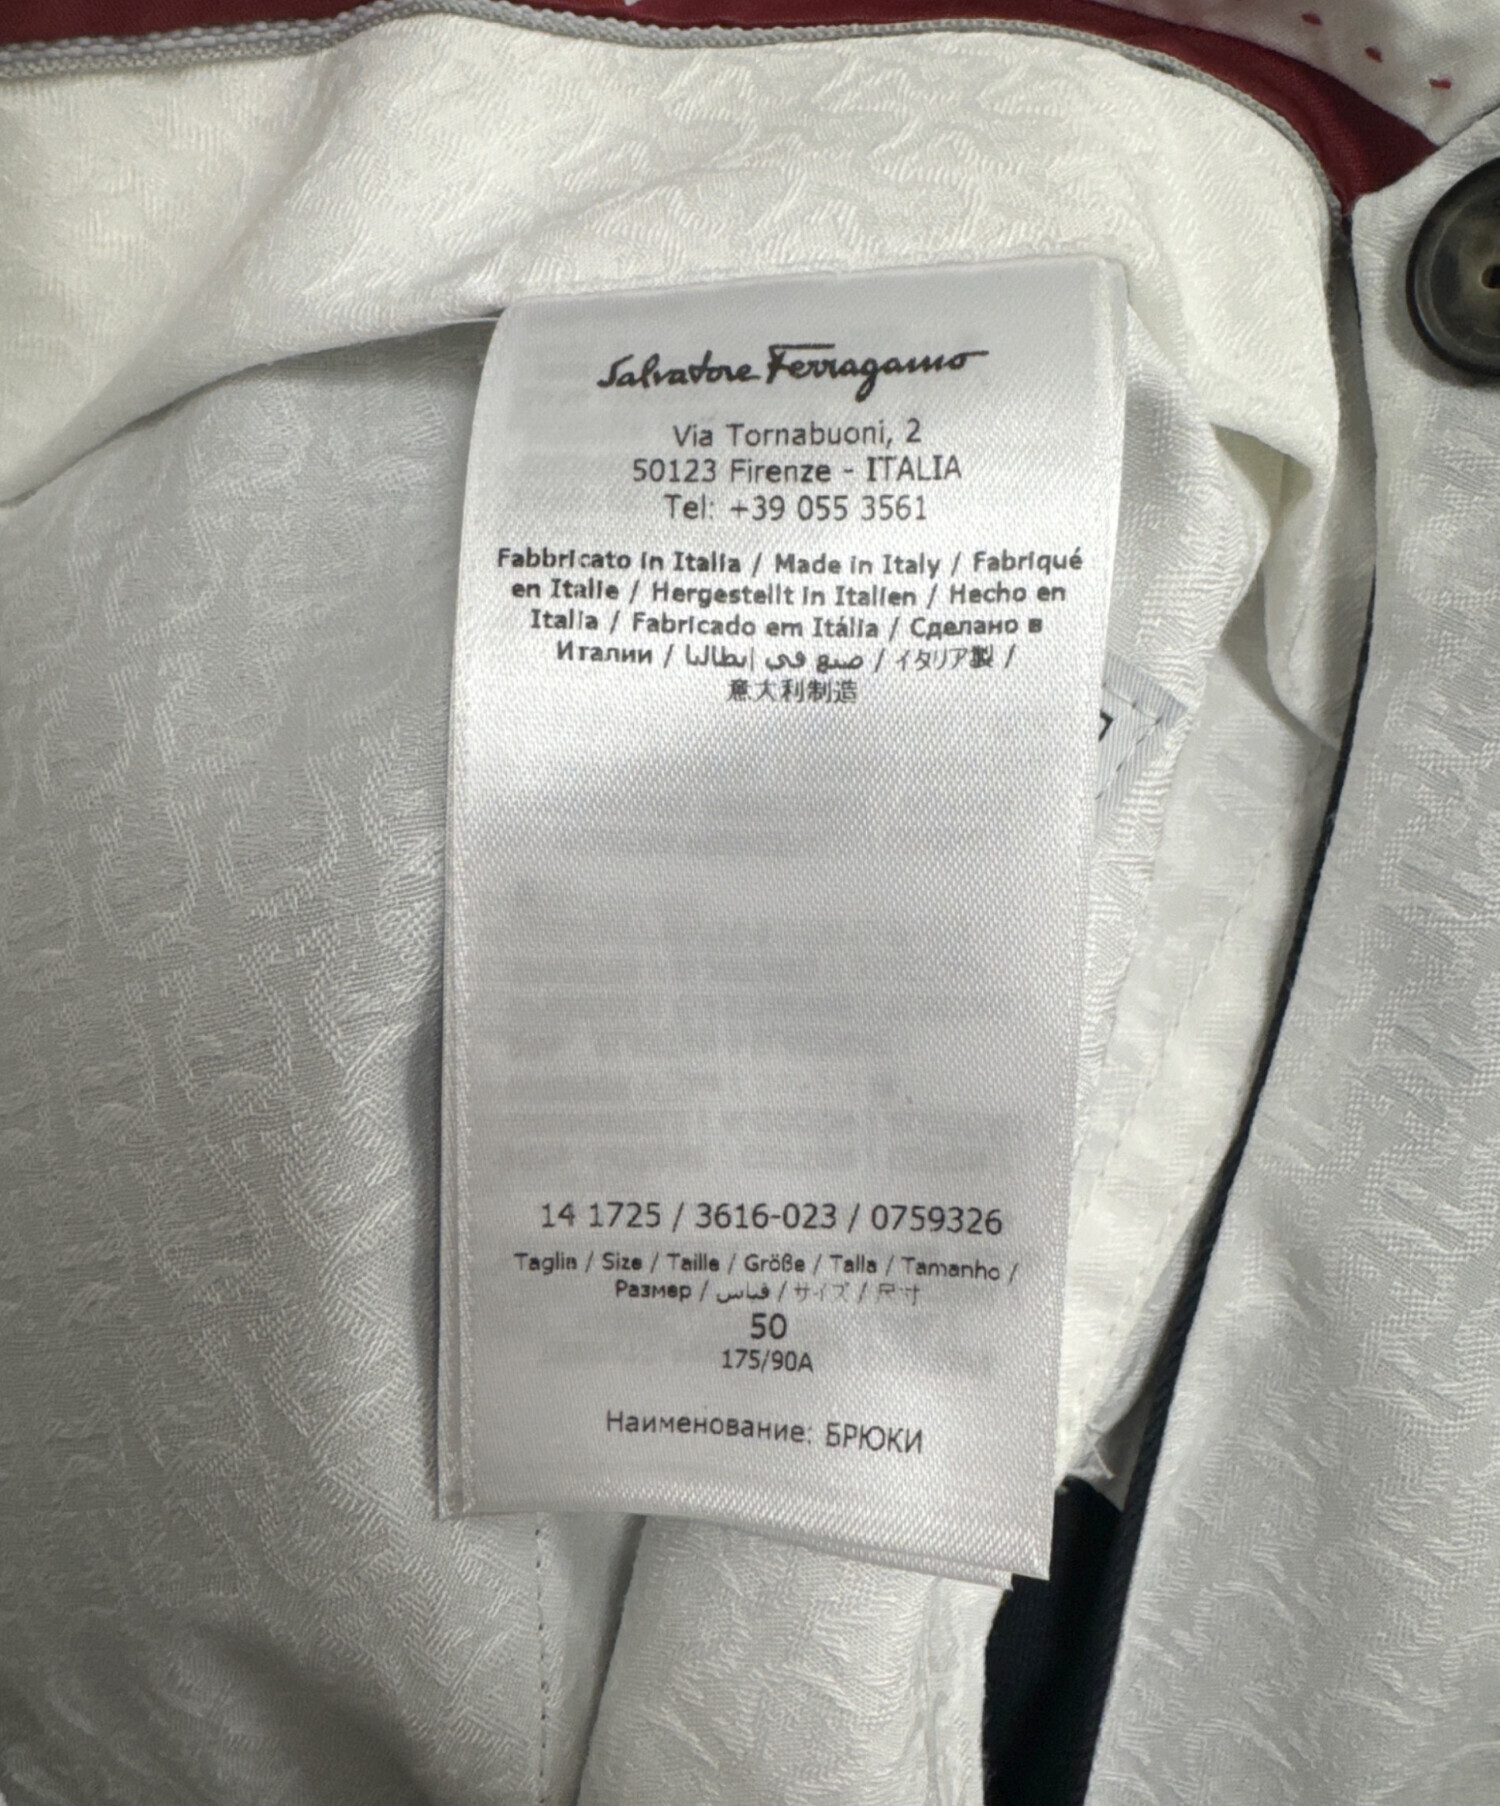 Salvatore Ferragamo
Via Tornabuoni, 2
50123 Firenze - ITALIA
Tel: +39 055 3561
Fabbricato in Italia / Made in Italy / Fabriqué
en Italie / Hergestellt in Italien / Hecho en
Italia / Fabricado em Itália / Сделано в
Италии / صنع في إيطاليا / イタリア製 /
意大利制造
14 1725 / 3616-023 / 0759326
Taglia / Size / Taille / Größe / Talla / Tamanho /
Размер / قياس / サイズ / 尺寸
50
175/90A
Наименование: БРЮКИ